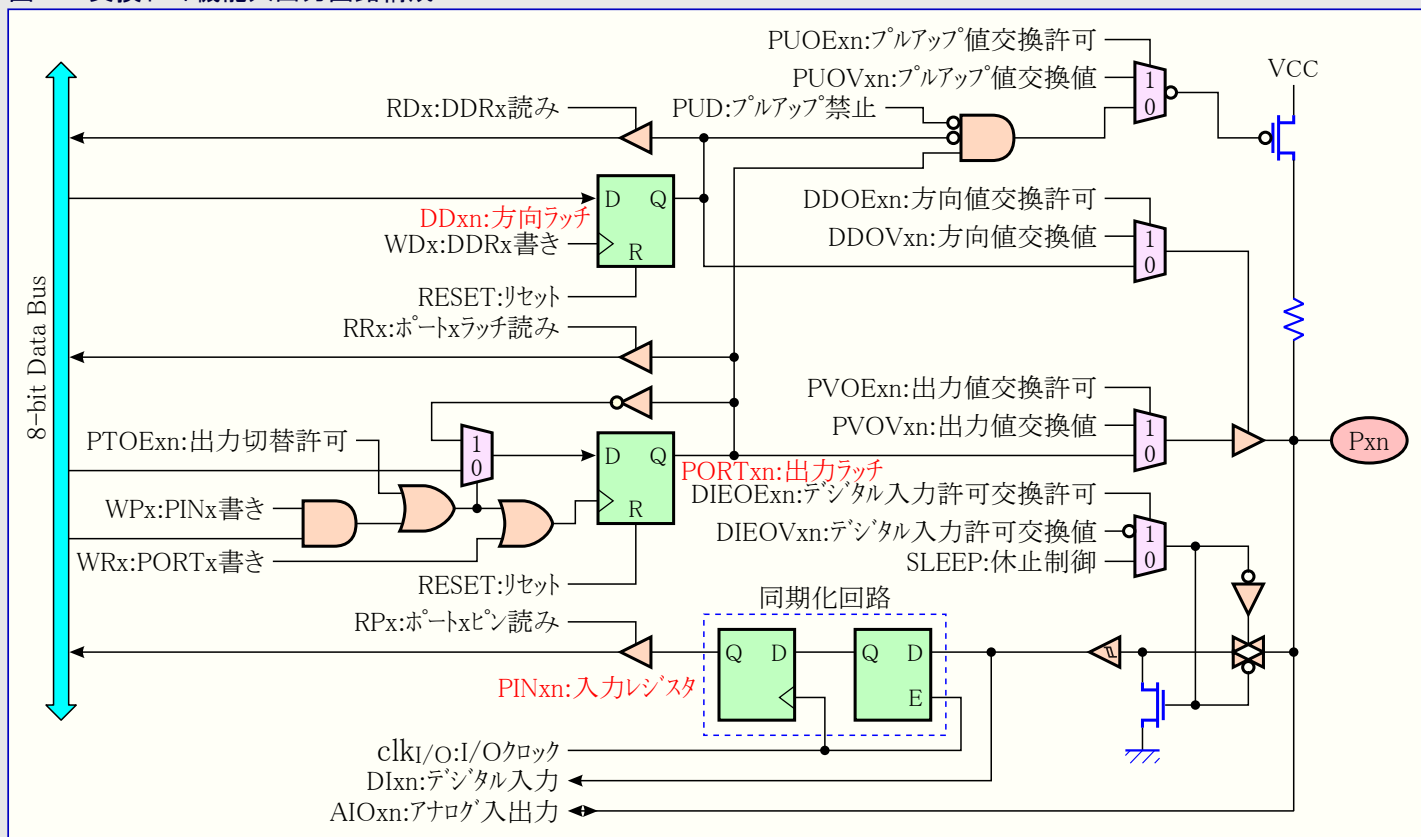 PUOExn:プルアップ値交換許可
PUOVxn:プルアップ値交換値
1
0
VCC
RDx:DDRx読み
PUD:プルアップ禁止
DDxn:方向ラッチ
D Q
R
WDx:DDRx書き
RESET:リセット
DDOExn:方向値交換許可
DDOVxn:方向値交換値
1
0
8-bit Data Bus
RRx:ポートxラッチ読み
PTOExn:出力切替許可
1
0
D Q
R
PORTxn:出力ラッチ
PVOExn:出力値交換許可
PVOVxn:出力値交換値
1
0
Pxn
WPx:PINx書き
WRx:PORTx書き
RESET:リセット
DIEOExn:デジタル入力許可交換許可
DIEOVxn:デジタル入力許可交換値
SLEEP:休止制御
1
0
同期化回路
RPx:ポートxピン読み
Q D
Q D
E
PINxn:入力レジスタ
clkI/O:I/Oクロック
DIxn:デジタル入力
AIOxn:アナログ入出力